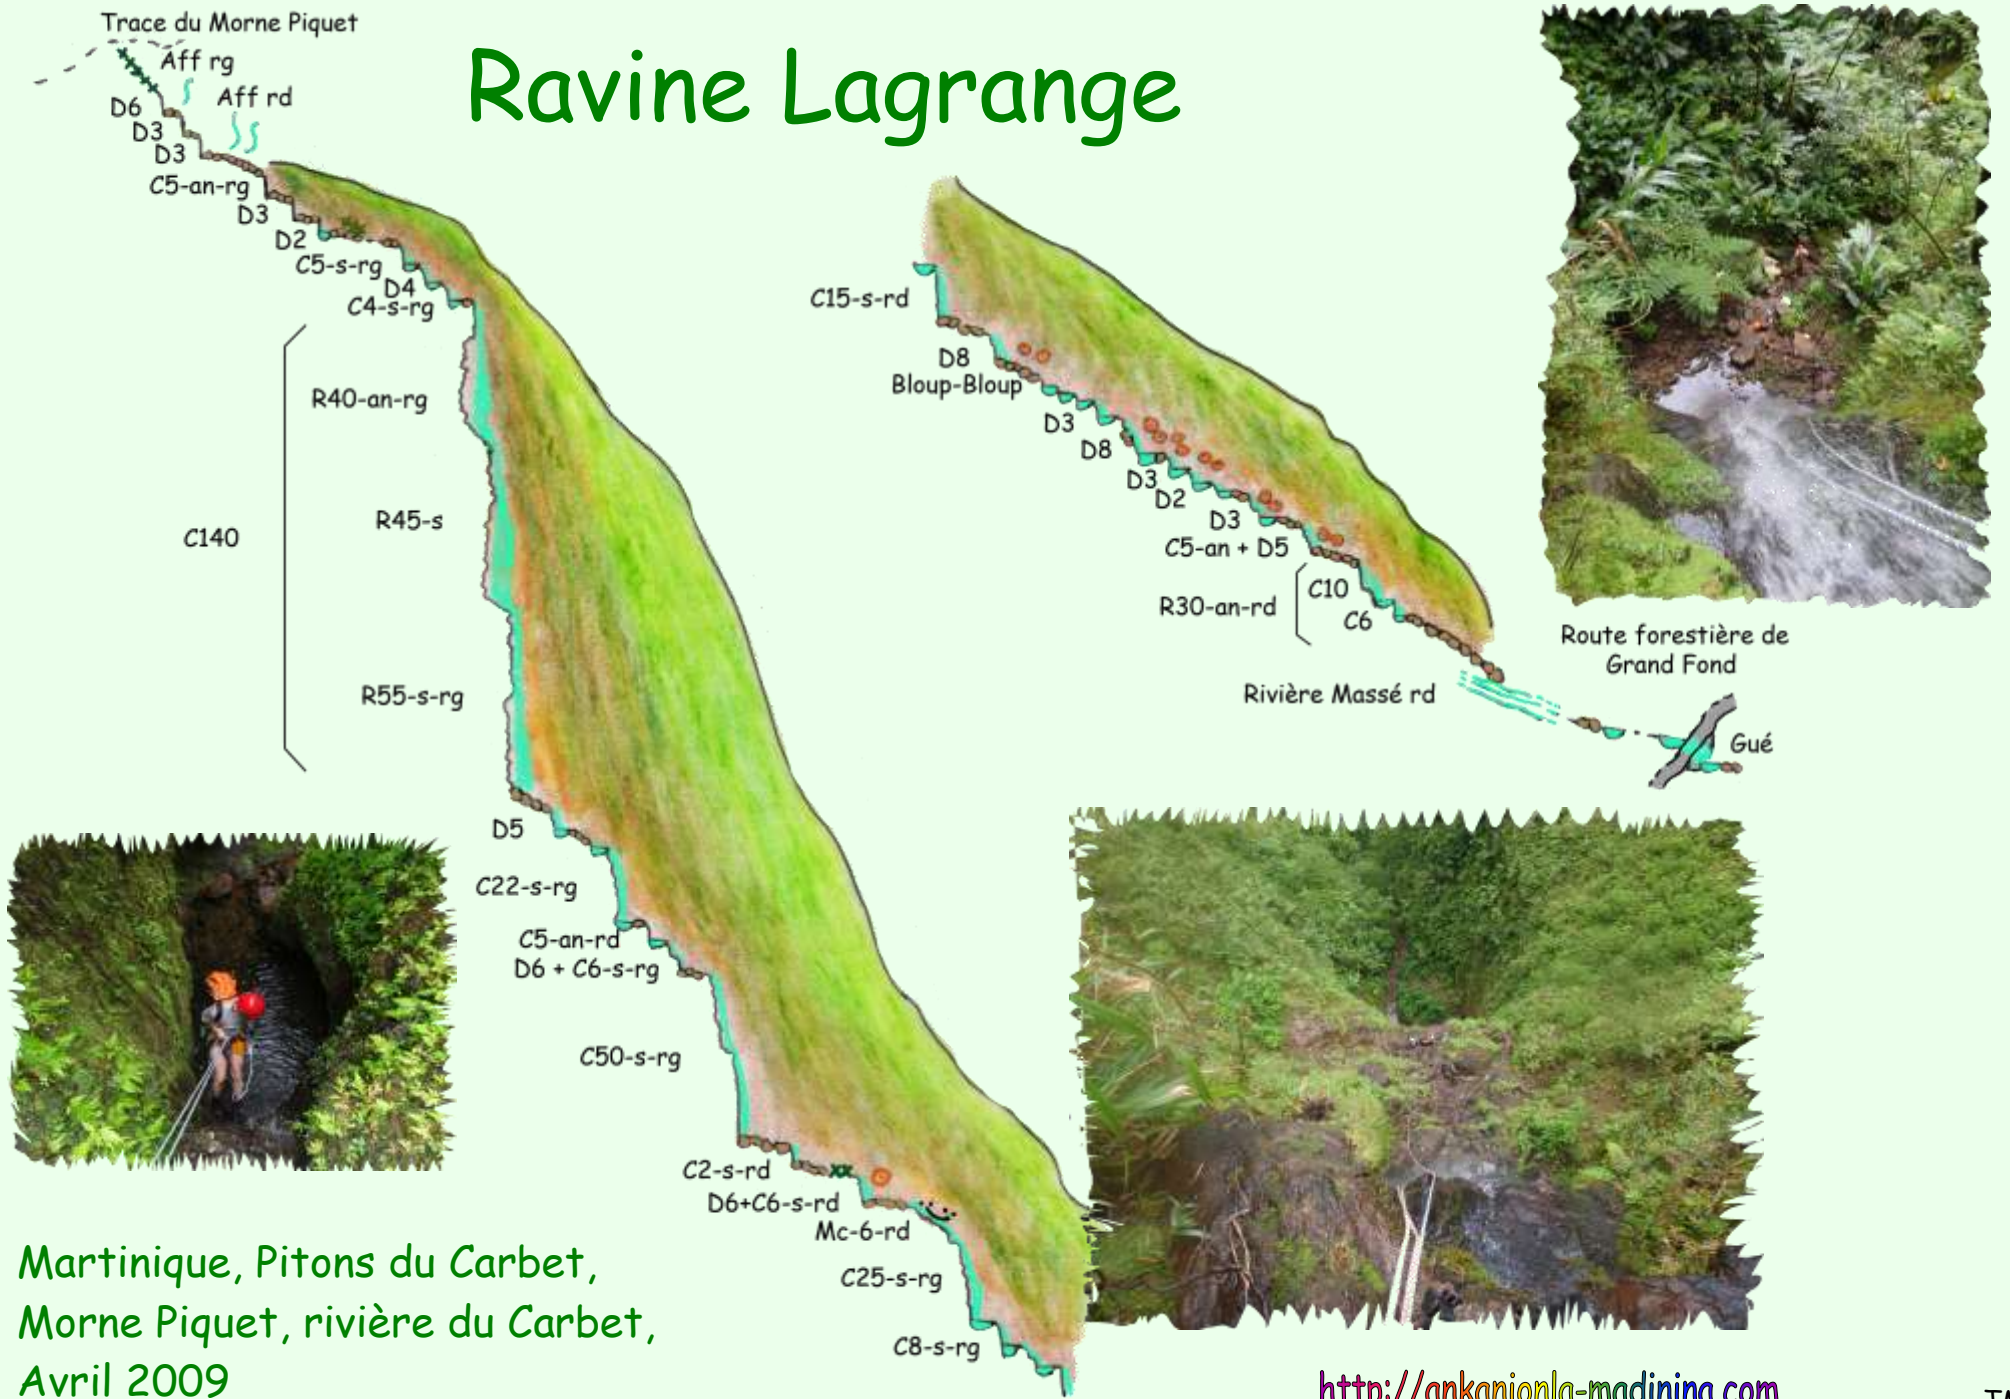 Ravine Lagrange
Trace du Morne Piquet
Aff rg
Aff rd
D6
D3
D3
C5-an-rg
D3
D2
C5-s-rg
D4
C4-s-rg
C140
R40-an-rg
R45-s
R55-s-rg
D5
C22-s-rg
C5-an-rd
D6 + C6-s-rg
C50-s-rg
C2-s-rd
D6+C6-s-rd
Mc-6-rd
C25-s-rg
C8-s-rg
C15-s-rd
D8
Bloup-Bloup
D3
D8
D3
D2
D3
C5-an + D5
R30-an-rd
C10
C6
Rivière Massé rd
Route forestière de
Grand Fond
Gué
Martinique, Pitons du Carbet,
Morne Piquet, rivière du Carbet,
Avril 2009
http://ankanionla-madinina.com